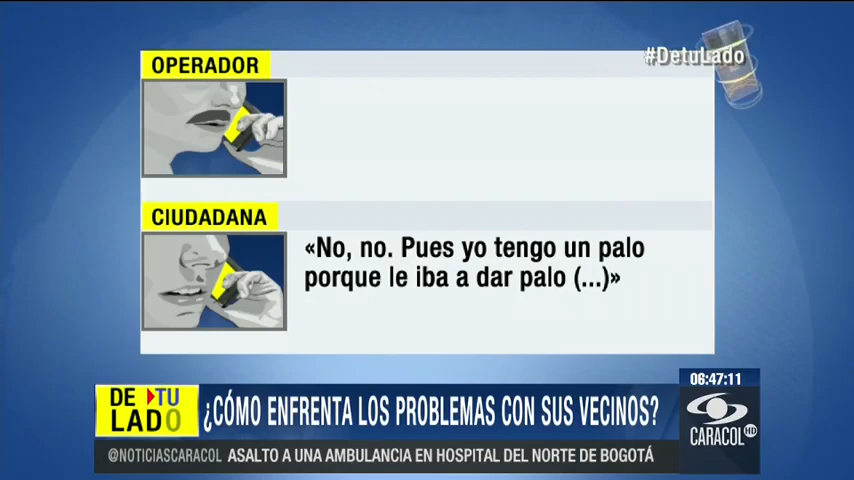 #DetuLado
OPERADOR
CIUDADANA
«No, no. Pues yo tengo un palo
porque le iba a dar palo (...)»
06:47:11
DE TU
LADO
¿CÓMO ENFRENTA LOS PROBLEMAS CON SUS VECINOS?
CARACOL HD
@NOTICIASCARACOL ASALTO A UNA AMBULANCIA EN HOSPITAL DEL NORTE DE BOGOTÁ